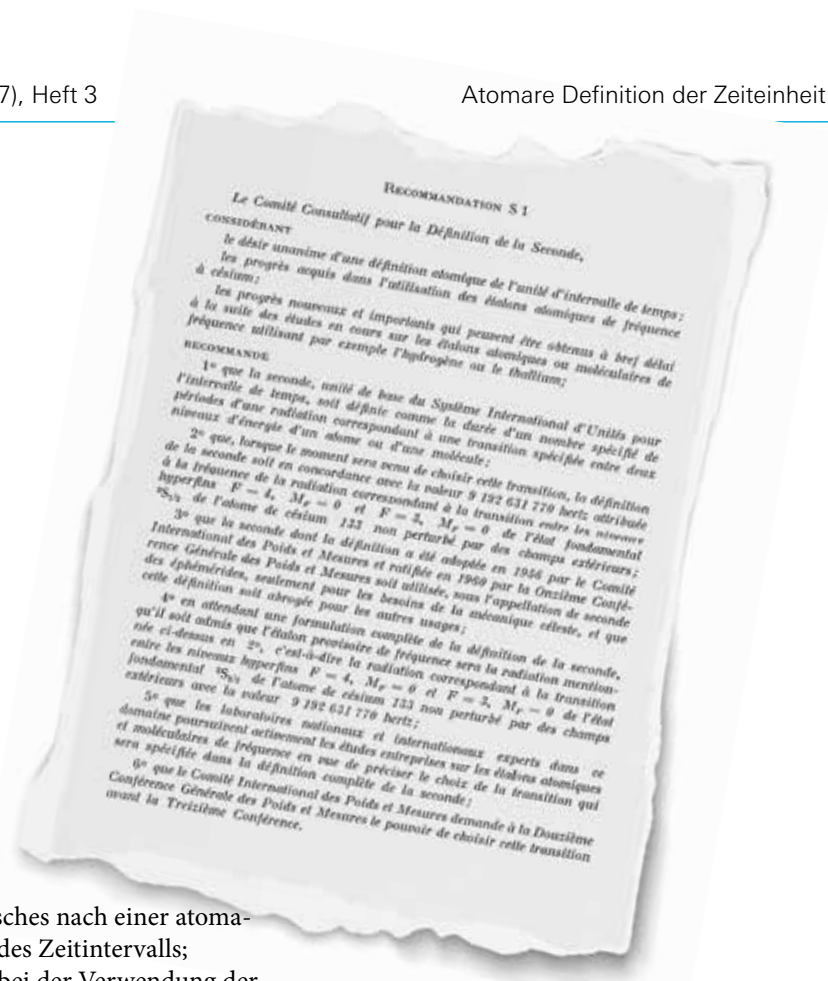 7), Heft 3
Atomare Definition der Zeiteinheit
RECOMMANDATION S 1
Le Comité Consultatif pour la Définition de la Seconde,
CONSIDÉRANT
le désir unanime d'une définition atomique de l'unité d'intervalle de temps;
les progrès acquis dans l'utilisation des étalons atomiques de fréquence
à césium;
les progrès nouveaux et importants qui peuvent être obtenus à bref délai
à la suite des études en cours sur les étalons atomiques ou moléculaires de
fréquence utilisant par exemple l'hydrogène ou le thallium;
RECOMMANDE
1º que la seconde, unité de base du Système International d'Unités pour
l'intervalle de temps, soit définie comme la durée d'un nombre spécifié de
périodes d'une radiation correspondant à une transition spécifiée entre deux
niveaux d'énergie d'un atome ou d'une molécule;
2º que, lorsque le moment sera venu de choisir cette transition, la définition
de la seconde soit en concordance avec la valeur 9 192 631 770 hertz attribuée
à la fréquence de la radiation correspondant à la transition entre les niveaux
hyperfins F = 4, M_F = 0 et F = 3, M_F = 0 de l'état fondamental
²S₁/₂ de l'atome de césium 133 non perturbé par des champs extérieurs;
3º que la seconde dont la définition a été adoptée en 1956 par le Comité
International des Poids et Mesures et ratifiée en 1960 par la Onzième Confé-
rence Générale des Poids et Mesures soit utilisée, sous l'appellation de seconde
des éphémérides, seulement pour les besoins de la mécanique céleste, et que
cette définition soit abrogée pour les autres usages;
4º en attendant une formulation complète de la définition de la seconde,
qu'il soit admis que l'étalon provisoire de fréquence sera la radiation mention-
née ci-dessus en 2º, c'est-à-dire la radiation correspondant à la transition
entre les niveaux hyperfins F = 4, M_F = 0 et F = 3, M_F = 0 de l'état
fondamental ²S₁/₂ de l'atome de césium 133 non perturbé par des champs
extérieurs avec la valeur 9 192 631 770 hertz;
5º que les laboratoires nationaux et internationaux experts dans ce
domaine poursuivent activement les études entreprises sur les étalons atomiques
et moléculaires de fréquence en vue de préciser le choix de la transition qui
sera spécifiée dans la définition complète de la seconde;
6º que le Comité International des Poids et Mesures demande à la Douzième
Conférence Générale des Poids et Mesures le pouvoir de choisir cette transition
avant la Treizième Conférence.
sches nach einer atoma-
des Zeitintervalls;
bei der Verwendung der